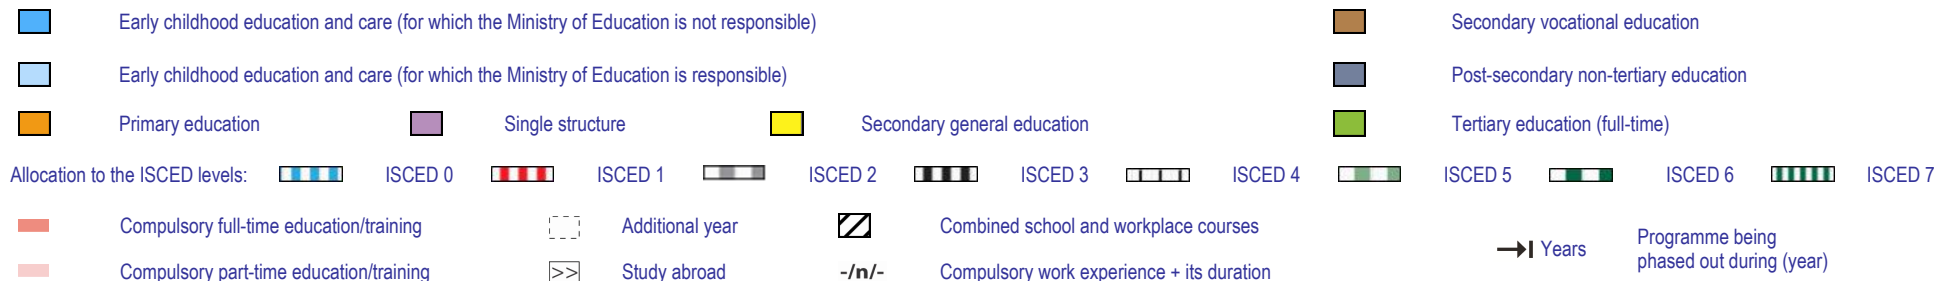 Early childhood education and care (for which the Ministry of Education is not responsible) Secondary vocational education
Early childhood education and care (for which the Ministry of Education is responsible) Post-secondary non-tertiary education
Primary education Single structure Secondary general education Tertiary education (full-time)
Allocation to the ISCED levels: ISCED 0 ISCED 1 ISCED 2 ISCED 3 ISCED 4 ISCED 5 ISCED 6 ISCED 7
Compulsory full-time education/training Additional year Combined school and workplace courses
Years Programme being
phased out during (year)
Compulsory part-time education/training >> Study abroad -/n/- Compulsory work experience + its duration